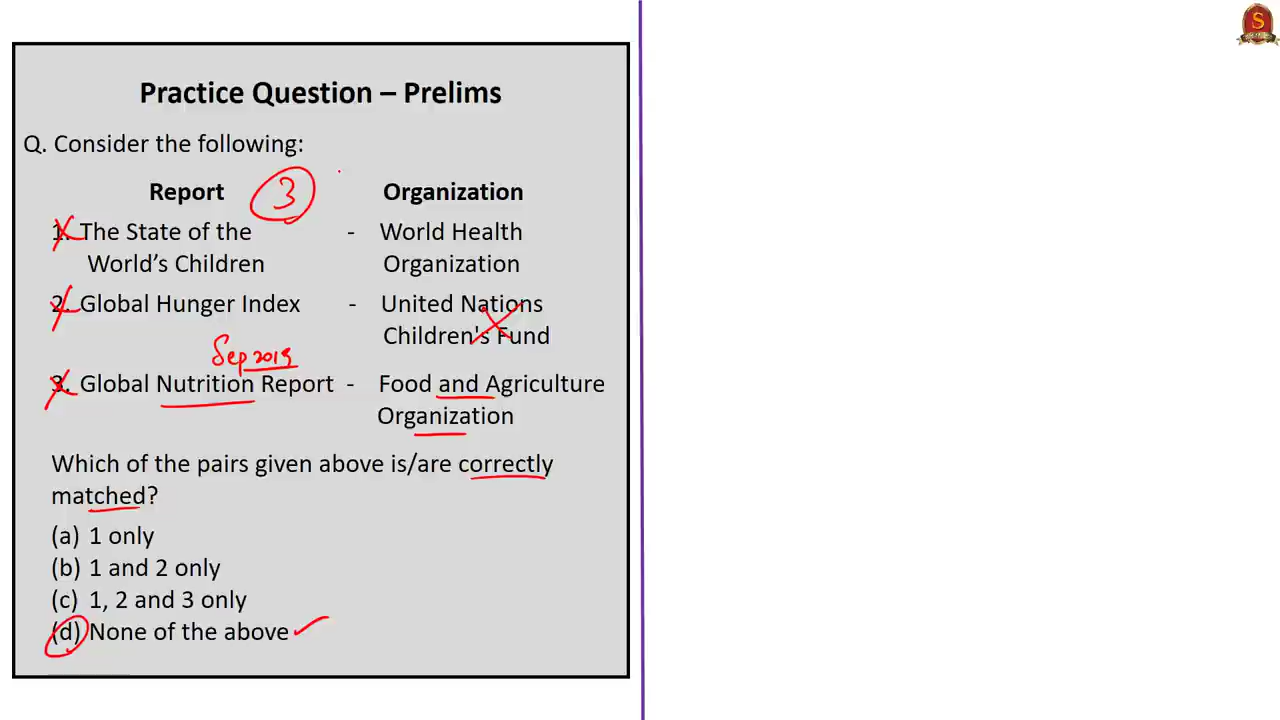 Practice Question – Prelims
Q. Consider the following:
Report 3 Organization
1. The State of the - World Health
World's Children Organization
2. Global Hunger Index - United Nations
Children's Fund
Sep 2019
3. Global Nutrition Report - Food and Agriculture
Organization
Which of the pairs given above is/are correctly
matched?
(a) 1 only
(b) 1 and 2 only
(c) 1, 2 and 3 only
(d) None of the above
S